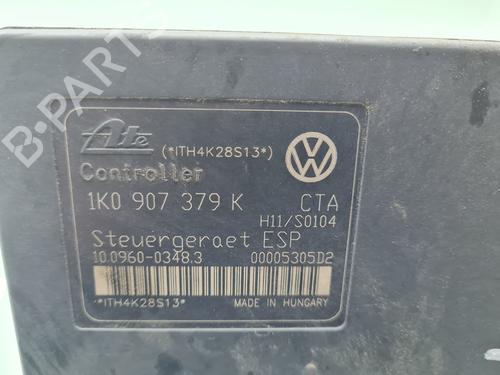 B-PARTS
Ate
(*ITH4K28S13*)
Controller
1K0 907 379 K CTA
H11/S0104
Steuergeraet ESP
10.0960-0348.3 00005305D2
*ITH4K28S13* MADE IN HUNGARY